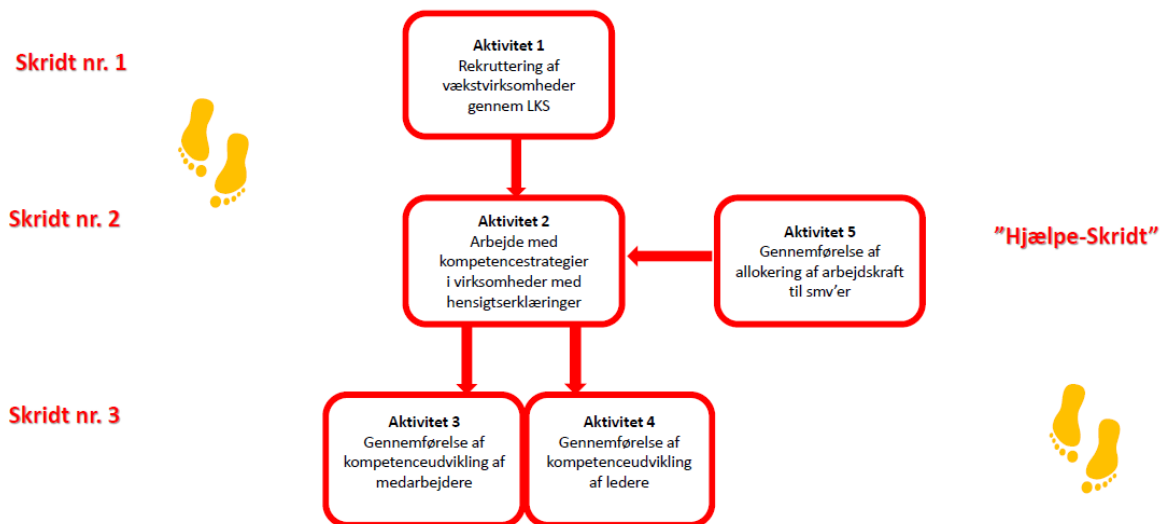 Skridt nr. 1
Aktivitet 1
Rekruttering af
vækstvirksomheder
gennem LKS
Skridt nr. 2
Aktivitet 2
Arbejde med
kompetencestrategier
i virksomheder med
hensigtserklæringer
Aktivitet 5
Gennemførelse af
allokering af arbejdskraft
til smv'er
"Hjælpe-Skridt"
Skridt nr. 3
Aktivitet 3
Gennemførelse af
kompetenceudvikling af
medarbejdere
Aktivitet 4
Gennemførelse af
kompetenceudvikling
af ledere